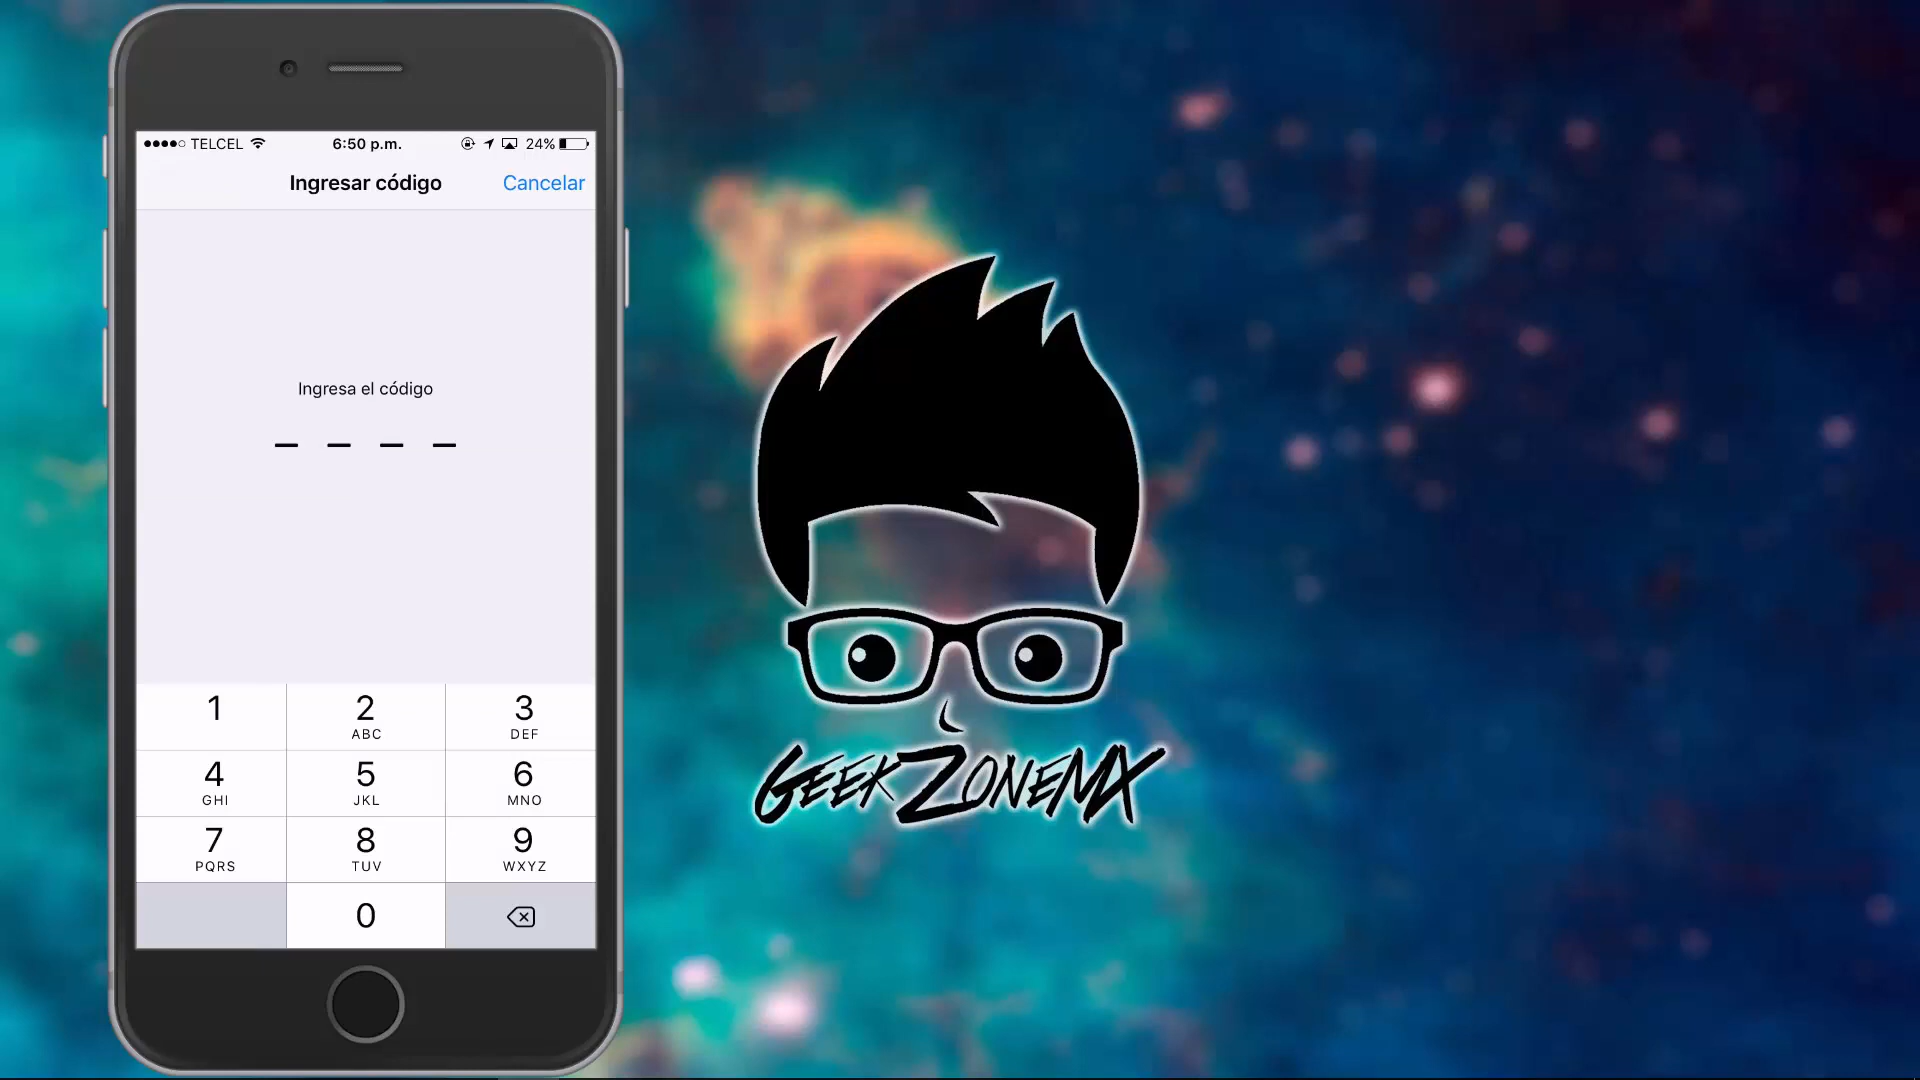 TELCEL 6:50 p.m. 24%
Ingresar código Cancelar
Ingresa el código
1 2 3
ABC DEF
4 5 6
GHI JKL MNO
7 8 9
PQRS TUV WXYZ
0
GEEKZONEMX